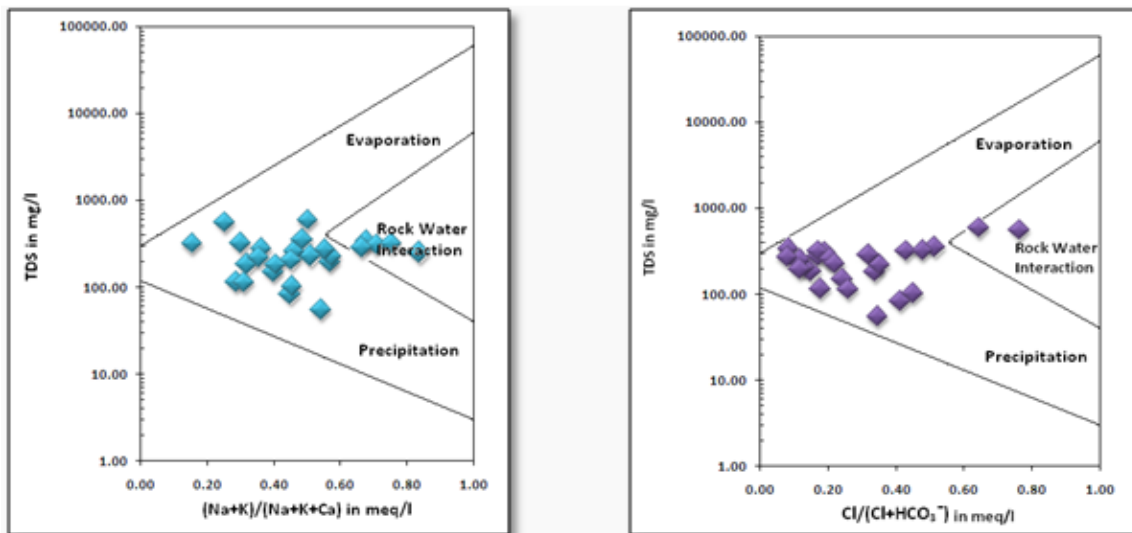 100000.00
10000.00
1000.00
100.00
10.00
1.00
TDS in mg/l
Evaporation
Rock Water
Interaction
Precipitation
0.00 0.20 0.40 0.60 0.80 1.00
(Na+K)/(Na+K+Ca) in meq/l
100000.00
10000.00
1000.00
100.00
10.00
1.00
TDS in mg/l
Evaporation
Rock Water
Interaction
Precipitation
0.00 0.20 0.40 0.60 0.80 1.00
Cl/(Cl+HCO₃⁻) in meq/l